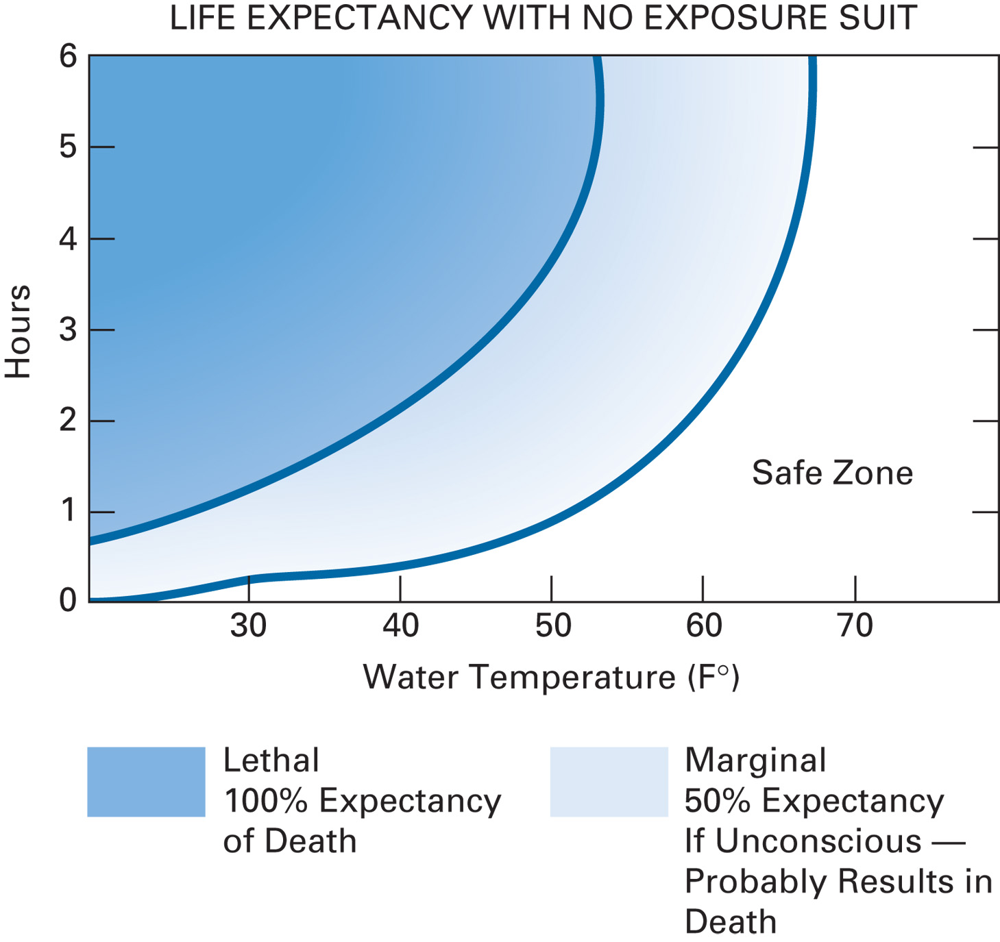 LIFE EXPECTANCY WITH NO EXPOSURE SUIT
6
5
4
3
2
1
0
Hours
Safe Zone
30 40 50 60 70
Water Temperature (F°)
Lethal
100% Expectancy
of Death
Marginal
50% Expectancy
If Unconscious —
Probably Results in
Death